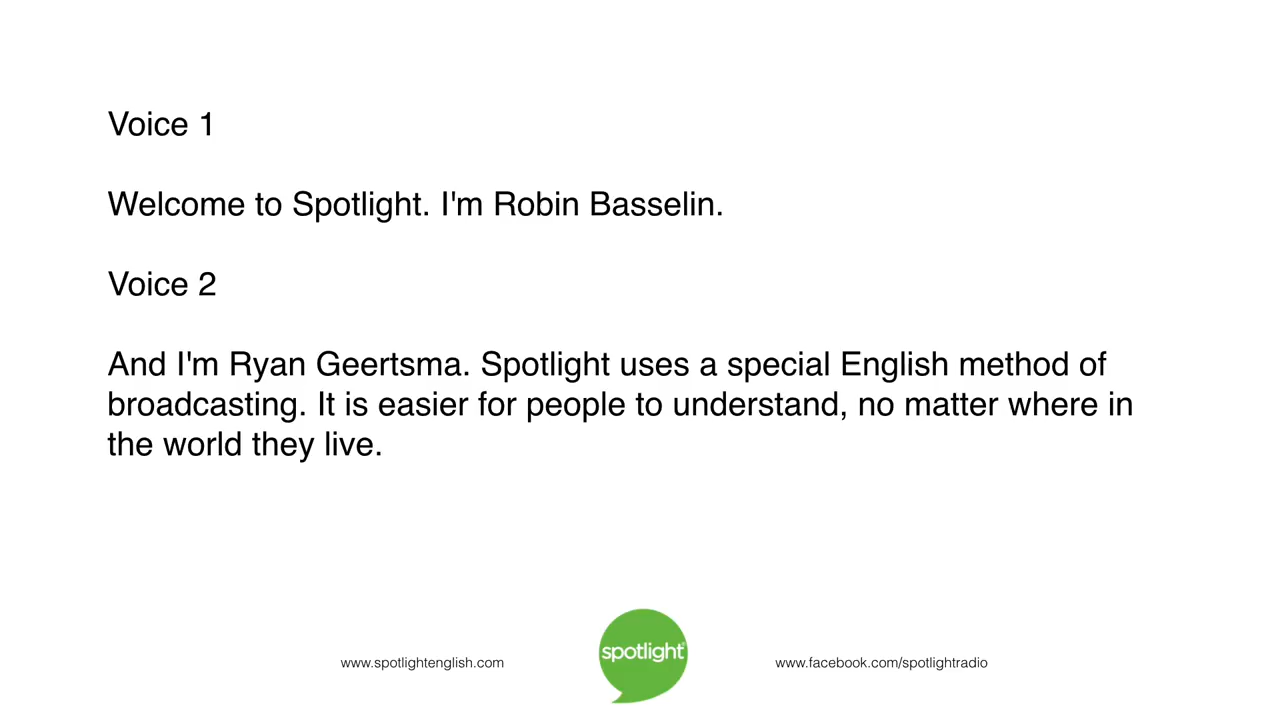 Voice 1
Welcome to Spotlight. I'm Robin Basselin.
Voice 2
And I'm Ryan Geertsma. Spotlight uses a special English method of
broadcasting. It is easier for people to understand, no matter where in
the world they live.
www.spotlightenglish.com
spotlight
www.facebook.com/spotlightradio